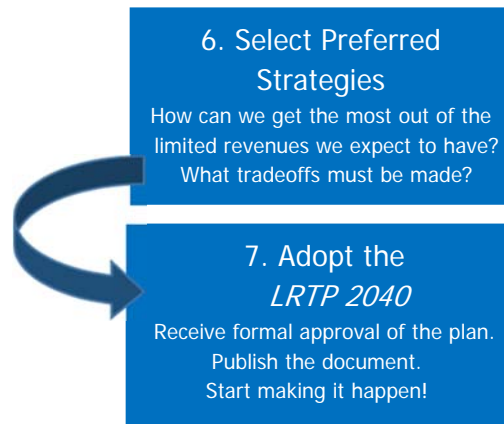 6. Select Preferred
Strategies
How can we get the most out of the
limited revenues we expect to have?
What tradeoffs must be made?
7. Adopt the
LRTP 2040
Receive formal approval of the plan.
Publish the document.
Start making it happen!